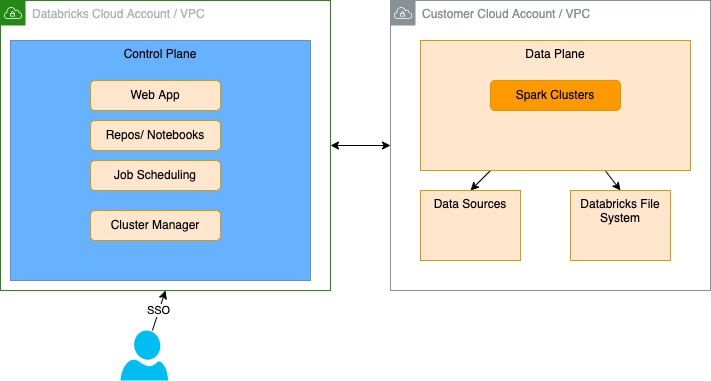 Databricks Cloud Account / VPC
Control Plane
Web App
Repos/ Notebooks
Job Scheduling
Cluster Manager
SSO
Customer Cloud Account / VPC
Data Plane
Spark Clusters
Data Sources
Databricks File
System